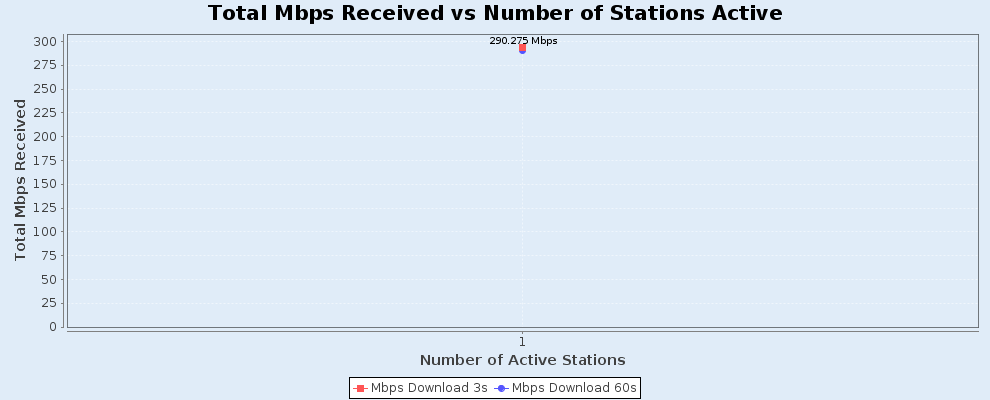 Total Mbps Received vs Number of Stations Active
290.275 Mbps
Total Mbps Received
300
275
250
225
200
175
150
125
100
75
50
25
0
1
Number of Active Stations
Mbps Download 3s
Mbps Download 60s